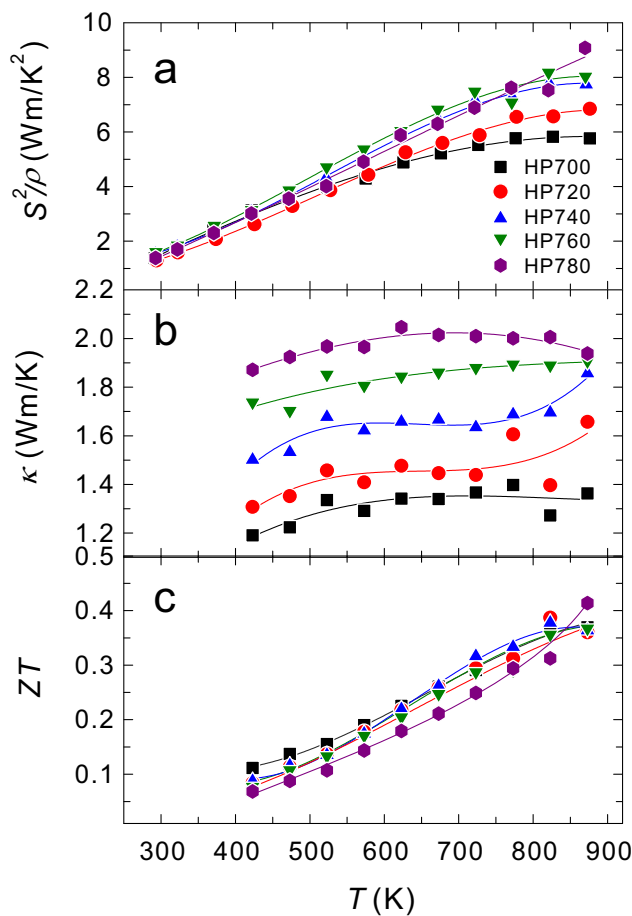 10
8
6
4
2
S²/ρ (Wm/K²)
a
HP700
HP720
HP740
HP760
HP780
2.2
2.0
1.8
1.6
1.4
1.2
κ (Wm/K)
b
0.5
0.4
0.3
0.2
0.1
ZT
c
300 400 500 600 700 800 900
T (K)